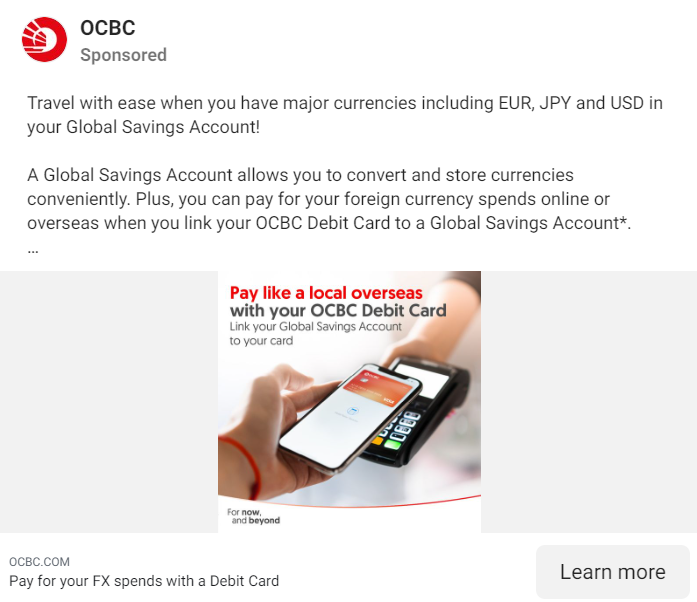 OCBC
Sponsored
Travel with ease when you have major currencies including EUR, JPY and USD in
your Global Savings Account!
A Global Savings Account allows you to convert and store currencies
conveniently. Plus, you can pay for your foreign currency spends online or
overseas when you link your OCBC Debit Card to a Global Savings Account*.
...
Pay like a local overseas
with your OCBC Debit Card
Link your Global Savings Account
to your card
For now,
and beyond
OCBC.COM
Pay for your FX spends with a Debit Card
Learn more